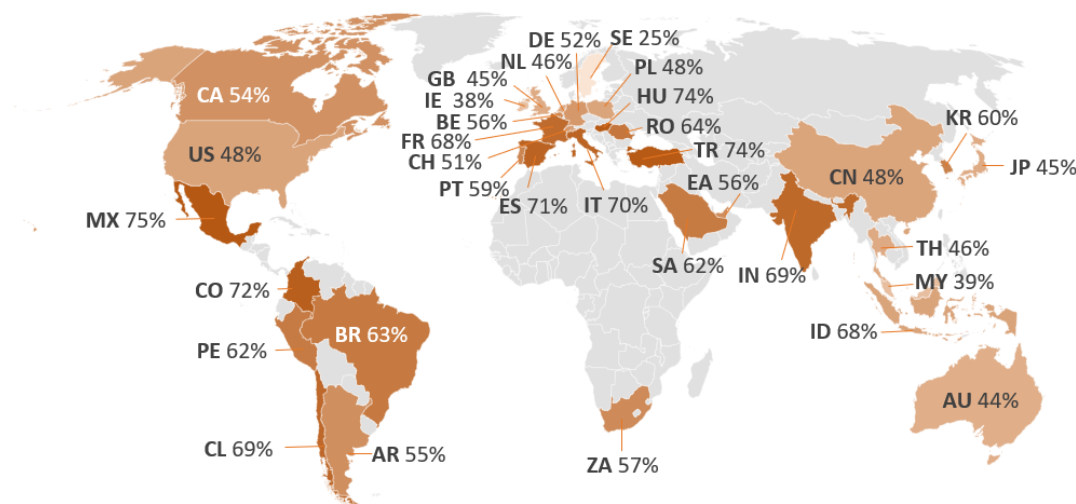 DE 52%
SE 25%
NL 46%
PL 48%
GB 45%
HU 74%
IE 38%
BE 56%
RO 64%
FR 68%
TR 74%
CH 51%
EA 56%
PT 59%
ES 71%
IT 70%
CA 54%
US 48%
MX 75%
KR 60%
JP 45%
CN 48%
SA 62%
IN 69%
TH 46%
MY 39%
ID 68%
CO 72%
BR 63%
PE 62%
AU 44%
CL 69%
AR 55%
ZA 57%